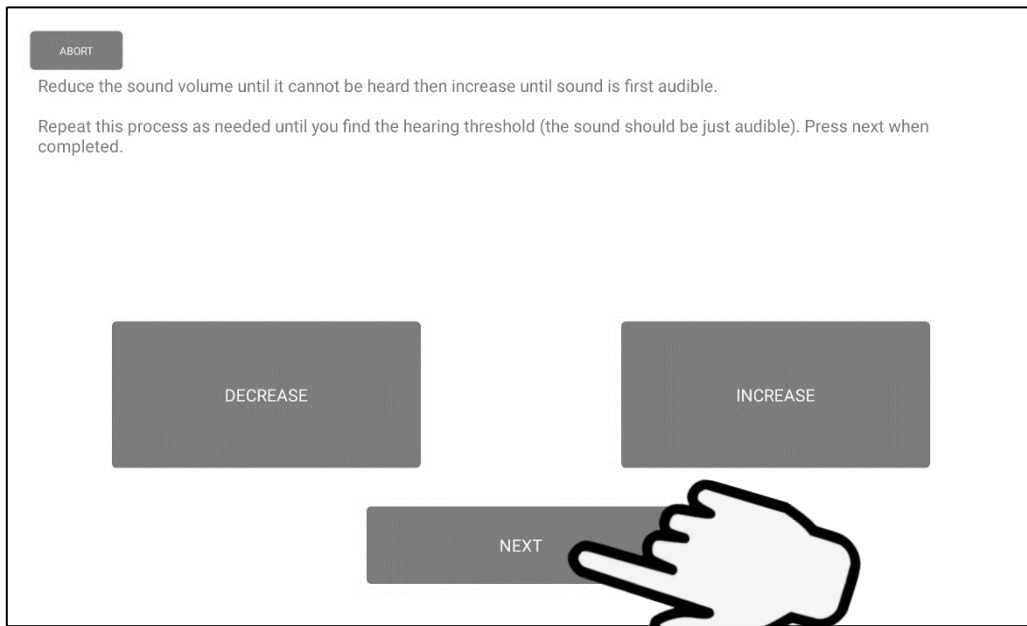 ABORT
Reduce the sound volume until it cannot be heard then increase until sound is first audible.
Repeat this process as needed until you find the hearing threshold (the sound should be just audible). Press next when
completed.
DECREASE
INCREASE
NEXT